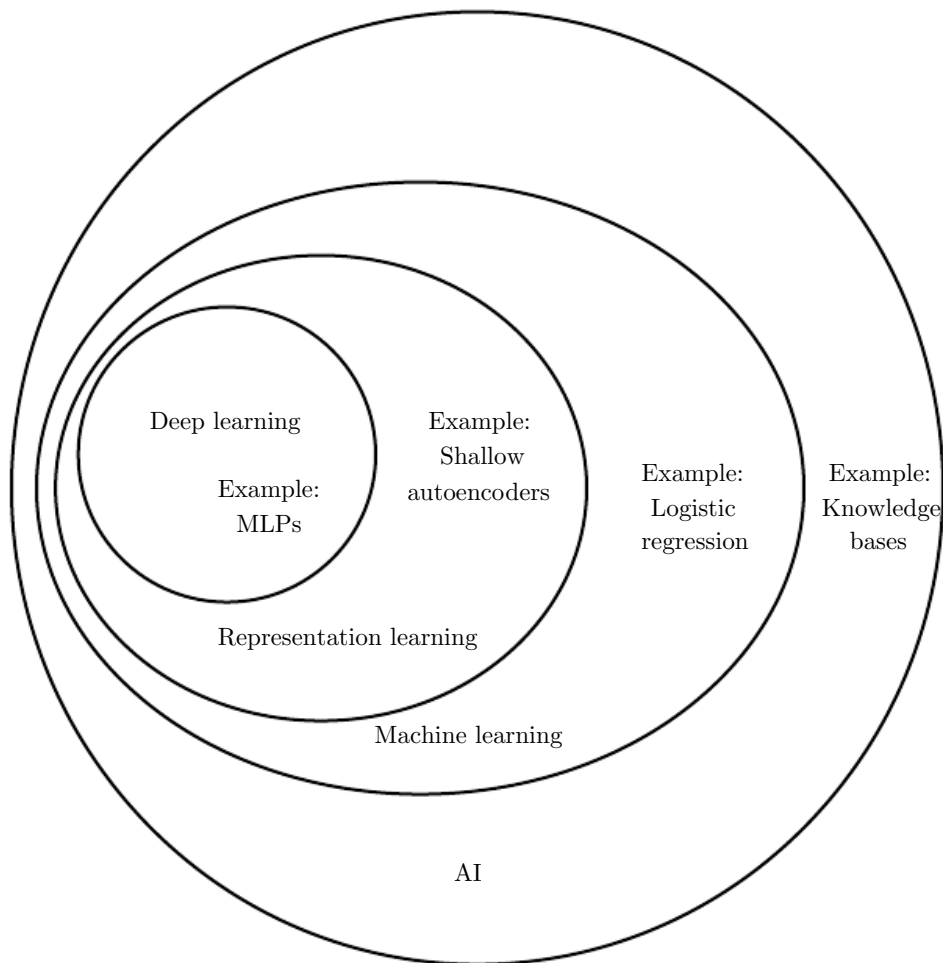 Deep learning
Example:
MLPs
Example:
Shallow
autoencoders
Example:
Logistic
regression
Example:
Knowledge
bases
Representation learning
Machine learning
AI